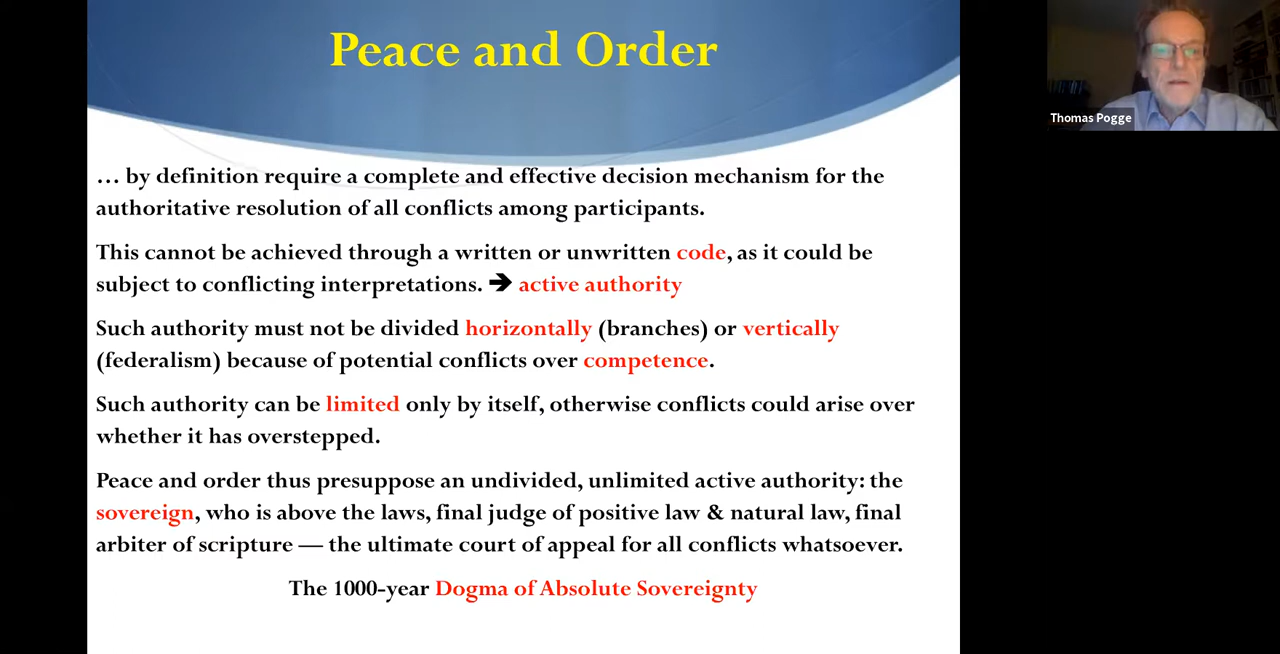 Peace and Order
Thomas Pogge
… by definition require a complete and effective decision mechanism for the
authoritative resolution of all conflicts among participants.
This cannot be achieved through a written or unwritten code, as it could be
subject to conflicting interpretations. ➔ active authority
Such authority must not be divided horizontally (branches) or vertically
(federalism) because of potential conflicts over competence.
Such authority can be limited only by itself, otherwise conflicts could arise over
whether it has overstepped.
Peace and order thus presuppose an undivided, unlimited active authority: the
sovereign, who is above the laws, final judge of positive law & natural law, final
arbiter of scripture — the ultimate court of appeal for all conflicts whatsoever.
The 1000-year Dogma of Absolute Sovereignty